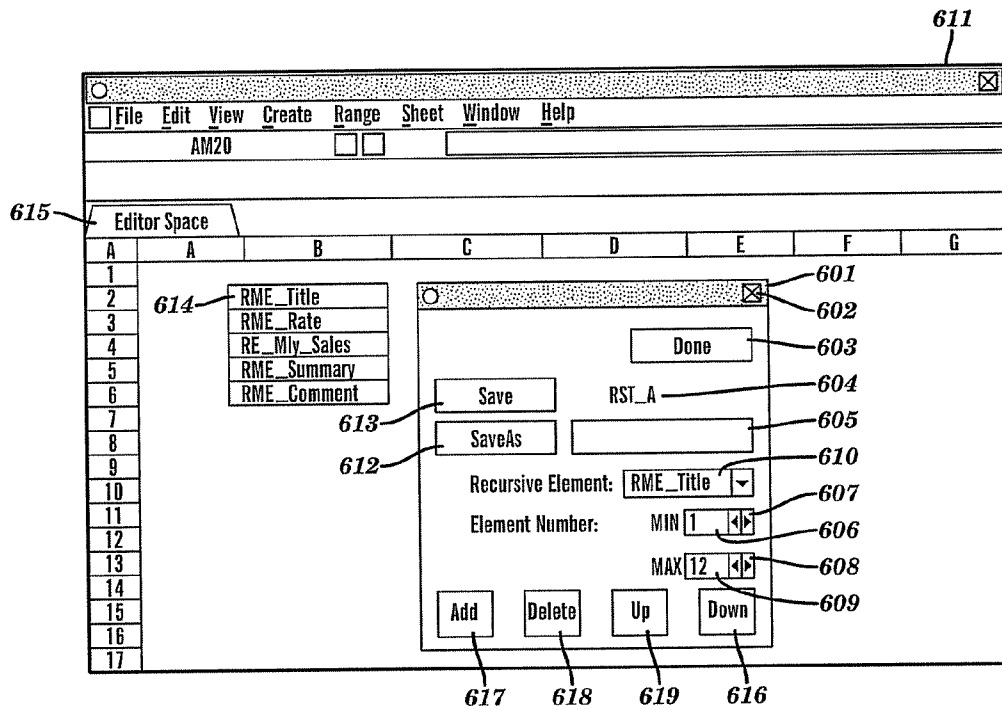 611
File Edit View Create Range Sheet Window Help
AM20
615
Editor Space
A A B C D E F G
1
2
3
4
5
6
7
8
9
10
11
12
13
14
15
16
17
614
RME_Title
RME_Rate
RE_Mly_Sales
RME_Summary
RME_Comment
601
602
Done 603
Save RST_A 604
613
SaveAs 605
612
Recursive Element: RME_Title 610
Element Number: MIN 1 607
606
MAX 12 608
609
Add Delete Up Down
617 618 619 616